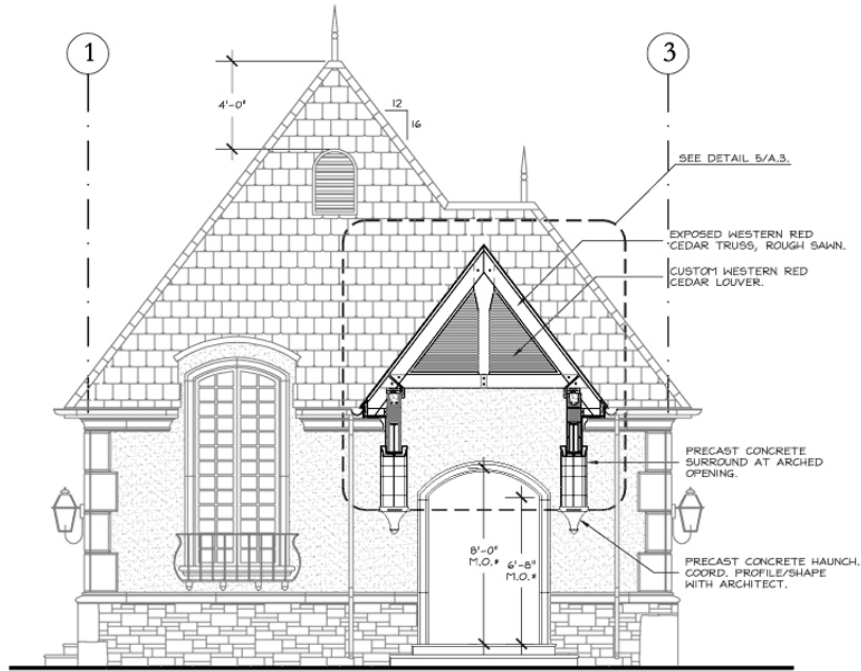 1
3
4'-0"
12
16
SEE DETAIL 5/A.3.
EXPOSED WESTERN RED
CEDAR TRUSS, ROUGH SAWN.
CUSTOM WESTERN RED
CEDAR LOUVER.
PRECAST CONCRETE
SURROUND AT ARCHED
OPENING.
8'-0"
M.O.*
6'-8"
M.O.*
PRECAST CONCRETE HAUNCH.
COORD. PROFILE/SHAPE
WITH ARCHITECT.